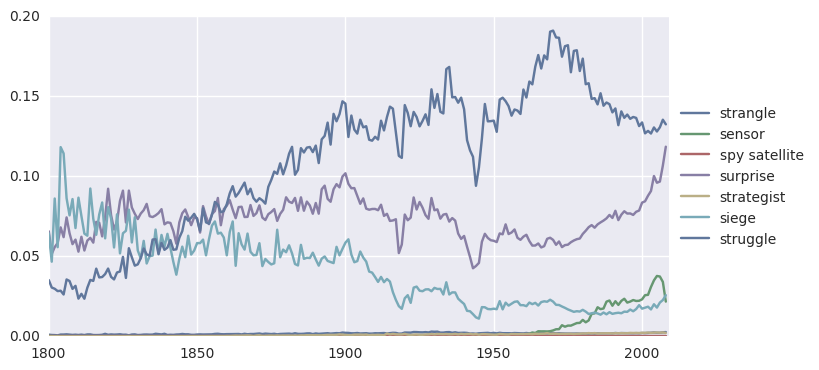 0.20
0.15
0.10
0.05
0.00
1800
1850
1900
1950
2000
strangle
sensor
spy satellite
surprise
strategist
siege
struggle